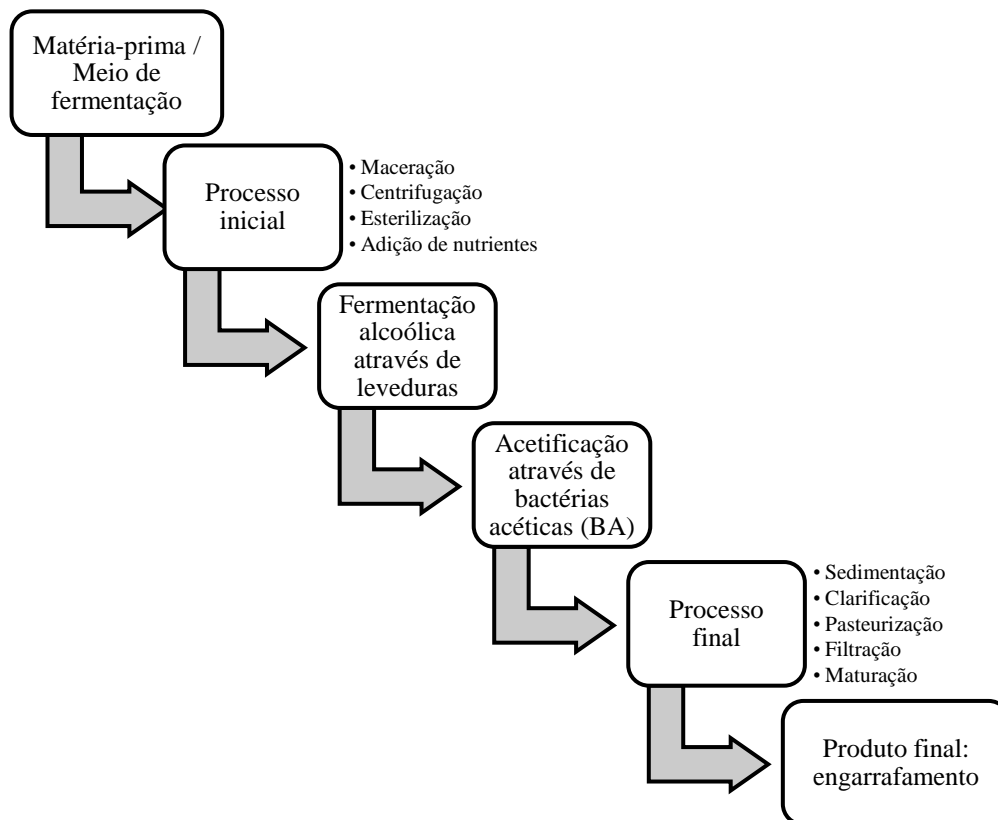 Matéria-prima /
Meio de
fermentação
Processo
inicial
• Maceração
• Centrifugação
• Esterilização
• Adição de nutrientes
Fermentação
alcoólica
através de
leveduras
Acetificação
através de
bactérias
acéticas (BA)
Processo
final
• Sedimentação
• Clarificação
• Pasteurização
• Filtração
• Maturação
Produto final:
engarrafamento